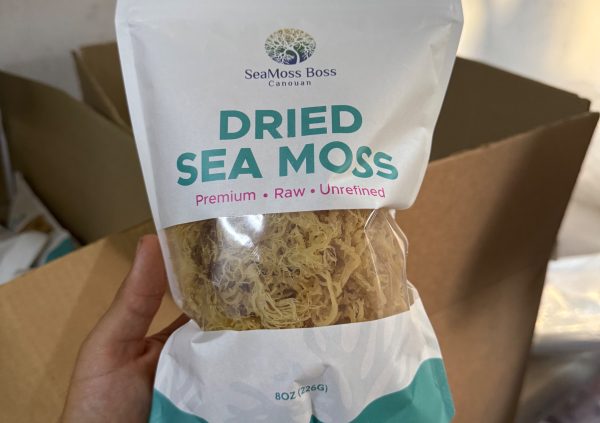 SeaMoss Boss
Canouan
DRIED
SEA MOSS
Premium • Raw • Unrefined
8OZ (226G)